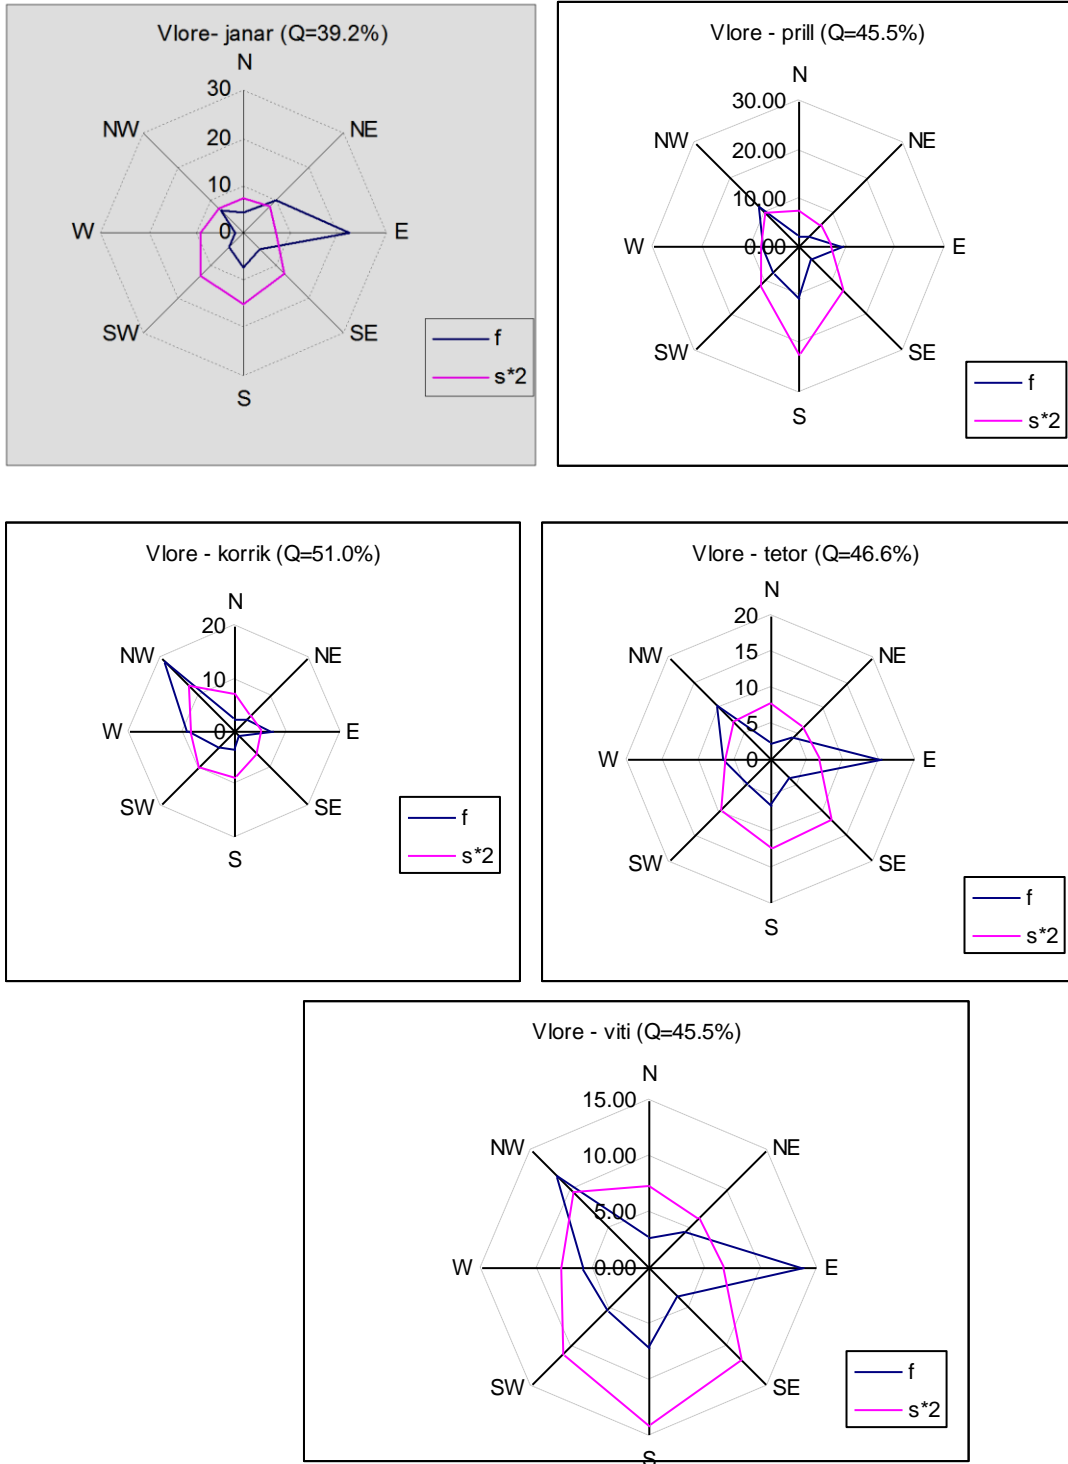 Vlore- janar (Q=39.2%)
N
30
NW
NE
20
10
W
0
E
SW
SE
S
f
s*2
Vlore - prill (Q=45.5%)
N
30.00
NW
NE
20.00
10.00
W
0.00
E
SW
SE
S
f
s*2
Vlore - korrik (Q=51.0%)
N
20
NW
NE
10
W
0
E
SW
SE
S
f
s*2
Vlore - tetor (Q=46.6%)
N
20
NW
NE
15
10
5
W
0
E
SW
SE
S
f
s*2
Vlore - viti (Q=45.5%)
N
15.00
NW
NE
10.00
5.00
W
0.00
E
SW
SE
S
f
s*2